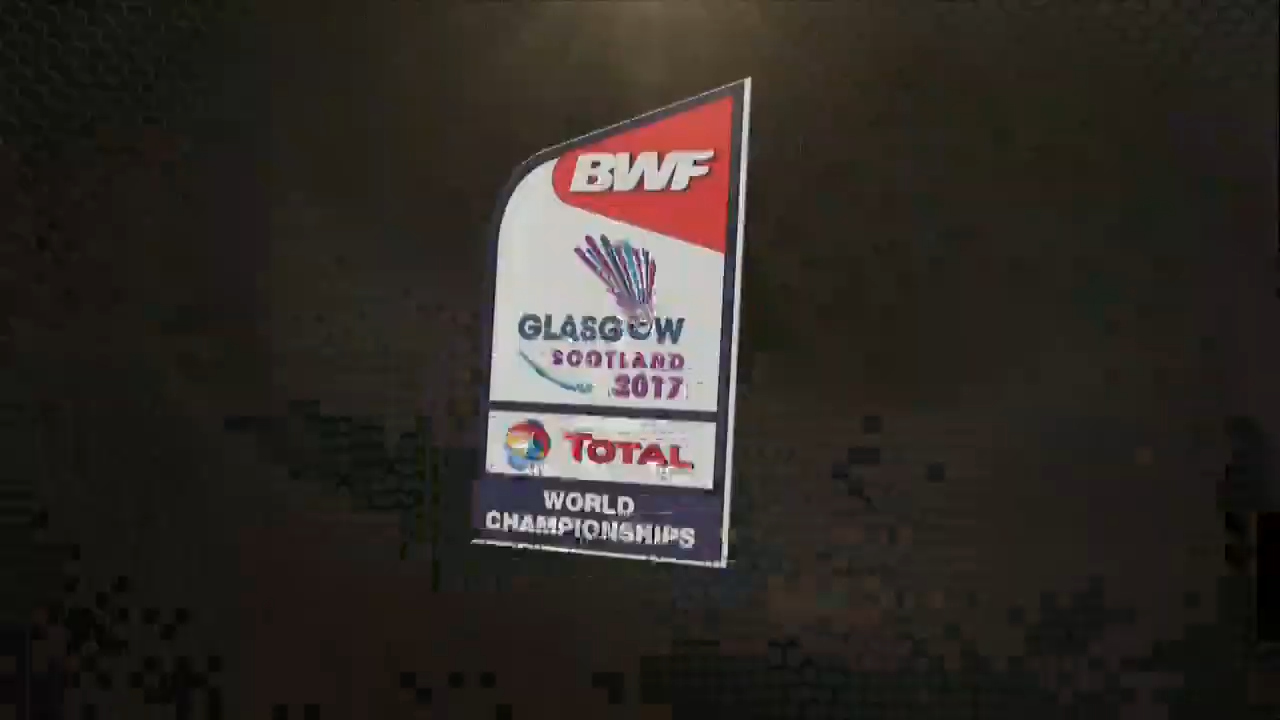 BWF
GLASGOW
SCOTLAND
2017
TOTAL
WORLD
CHAMPIONSHIPS